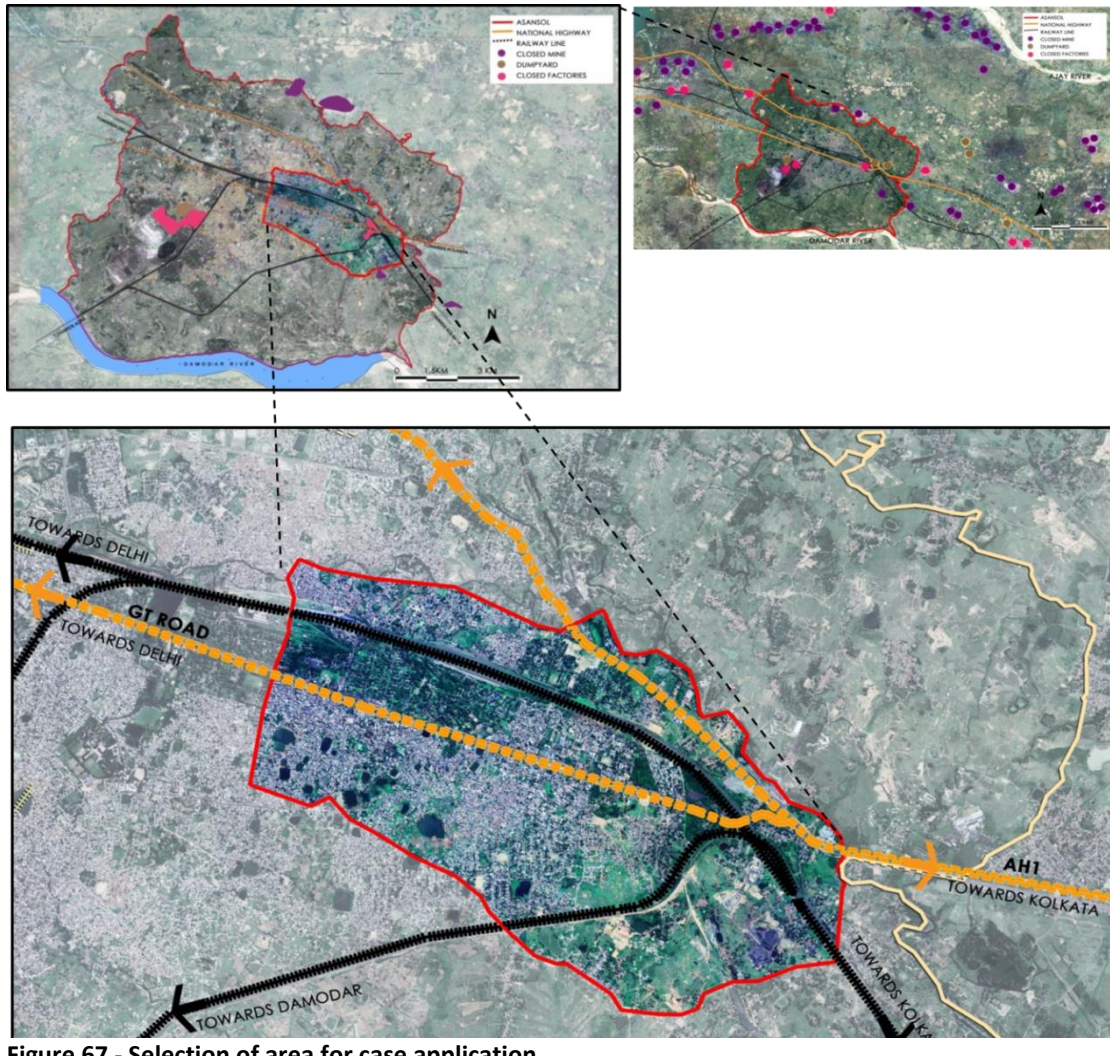 ASANSOL
NATIONAL HIGHWAY
RAILWAY LINE
CLOSED MINE
DUMPYARD
CLOSED FACTORIES
N
DAMODAR RIVER
0 1.5KM 3 KM
ASANSOL
NATIONAL HIGHWAY
RAILWAY LINE
CLOSED MINE
DUMPYARD
CLOSED FACTORIES
AJAY RIVER
N
DAMODAR RIVER
TOWARDS DELHI
GT ROAD
TOWARDS DELHI
AH1
TOWARDS KOLKATA
TOWARDS KOLKA
TOWARDS DAMODAR
Figure 67 - Selection of area for case application